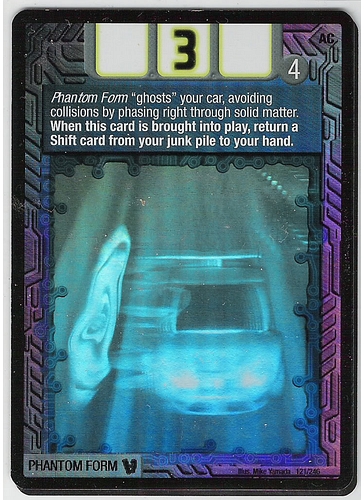 3
AC
4
Phantom Form "ghosts" your car, avoiding
collisions by phasing right through solid matter.
When this card is brought into play, return a
Shift card from your junk pile to your hand.
PHANTOM FORM
Illus. Mike Yamada 121/246